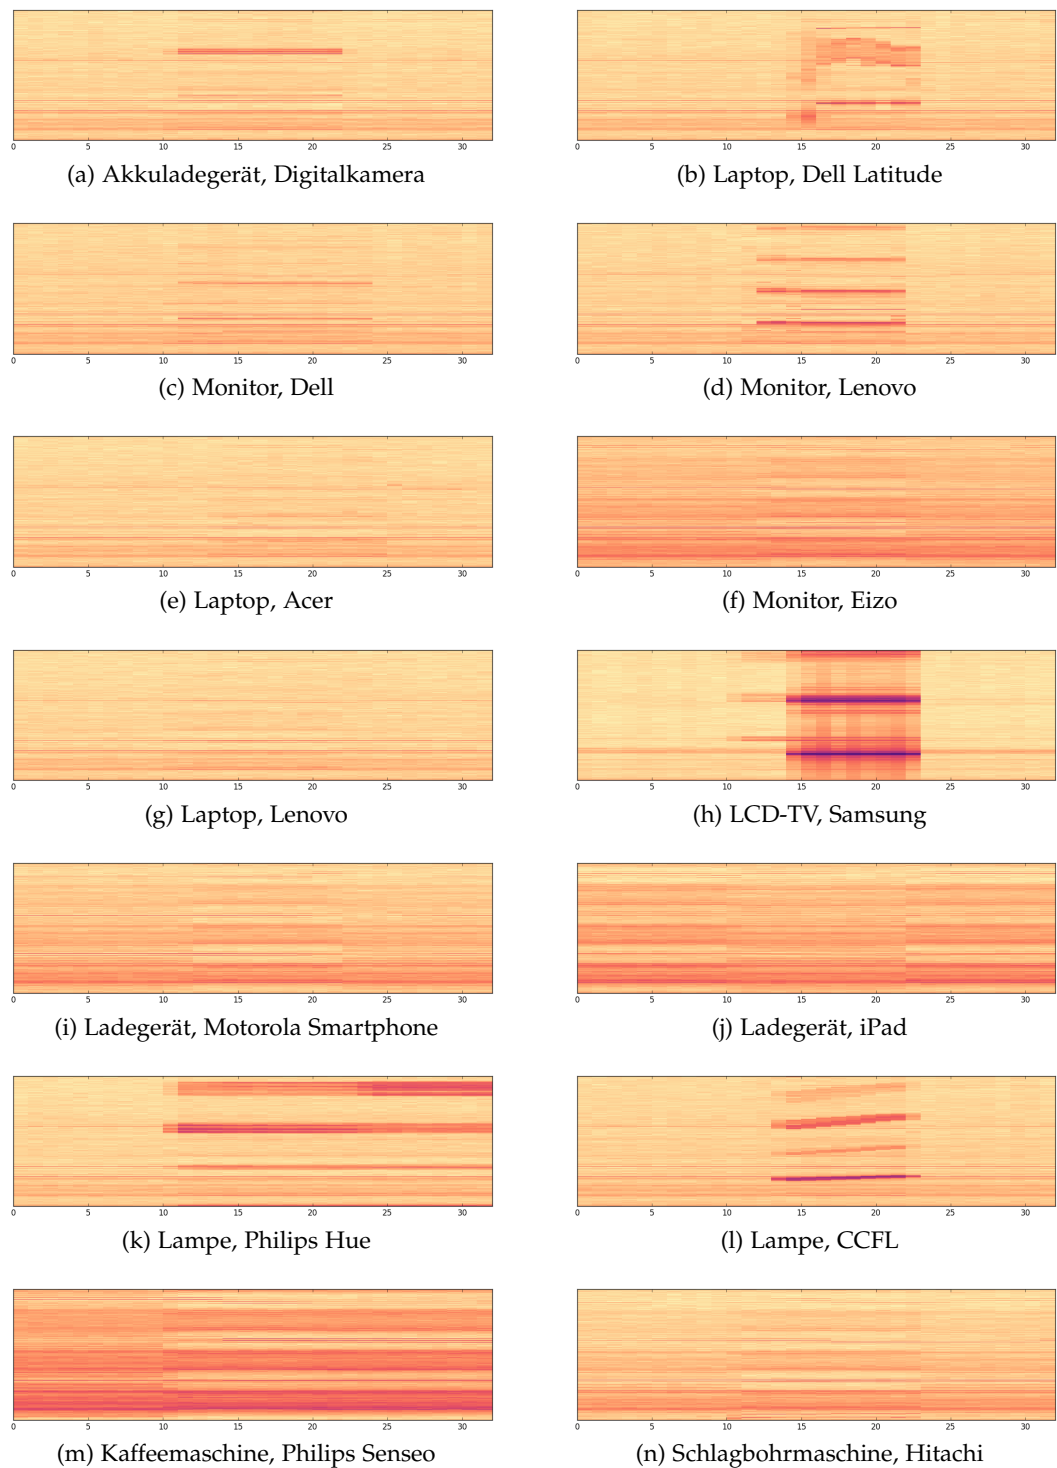 0 5 10 15 20 25 30 0 5 10 15 20 25 30
(a) Akkuladegerät, Digitalkamera (b) Laptop, Dell Latitude
0 5 10 15 20 25 30 0 5 10 15 20 25 30
(c) Monitor, Dell (d) Monitor, Lenovo
0 5 10 15 20 25 30 0 5 10 15 20 25 30
(e) Laptop, Acer (f) Monitor, Eizo
0 5 10 15 20 25 30 0 5 10 15 20 25 30
(g) Laptop, Lenovo (h) LCD-TV, Samsung
0 5 10 15 20 25 30 0 5 10 15 20 25 30
(i) Ladegerät, Motorola Smartphone (j) Ladegerät, iPad
0 5 10 15 20 25 30 0 5 10 15 20 25 30
(k) Lampe, Philips Hue (l) Lampe, CCFL
0 5 10 15 20 25 30 0 5 10 15 20 25 30
(m) Kaffeemaschine, Philips Senseo (n) Schlagbohrmaschine, Hitachi